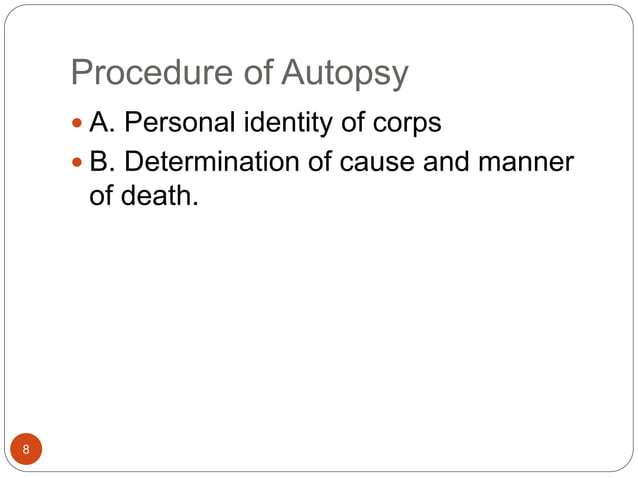 Procedure of Autopsy
• A. Personal identity of corps
• B. Determination of cause and manner
of death.
8